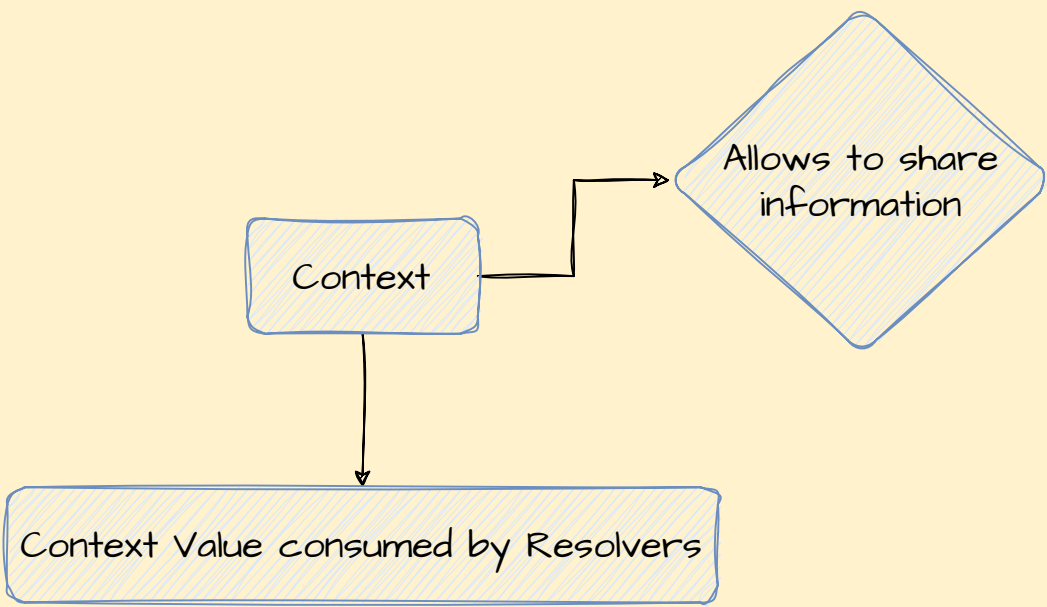 Allows to share
information
Context
Context Value consumed by Resolvers